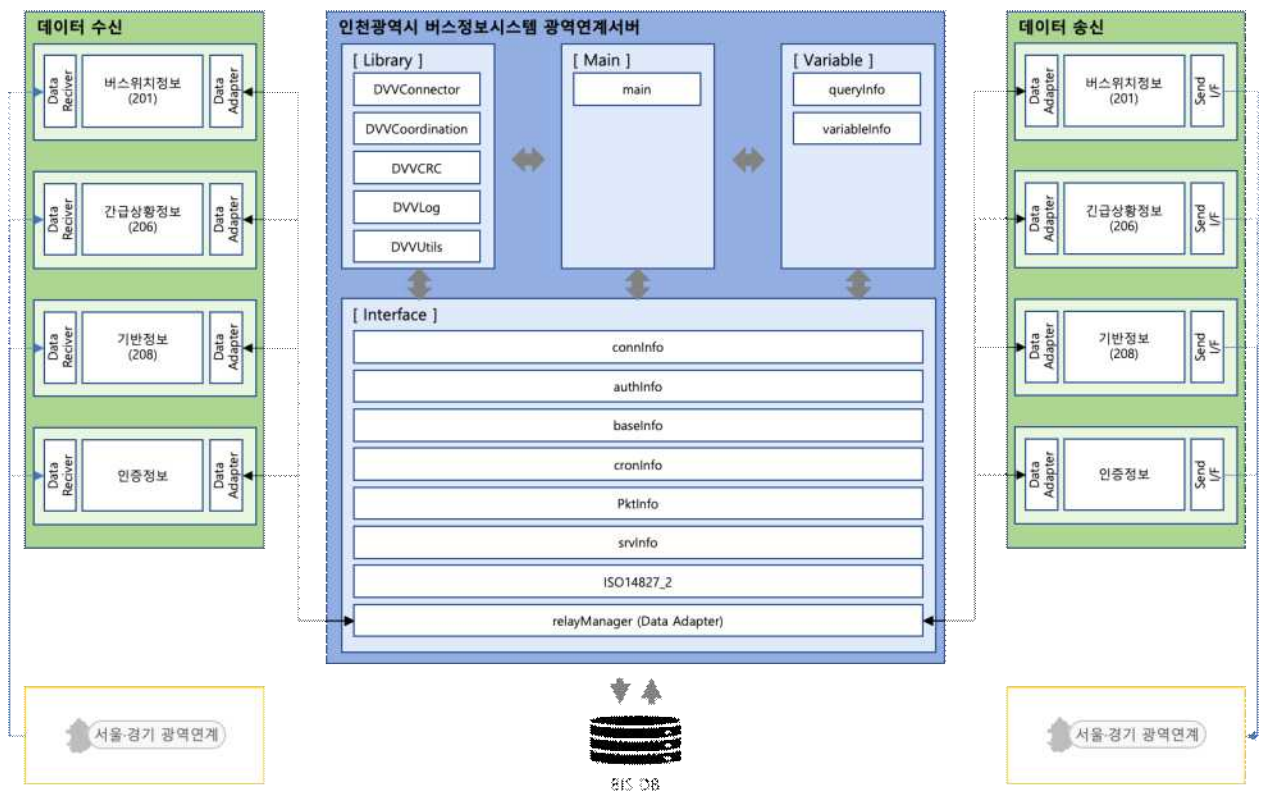 데이터 수신
Data Reciver
버스위치정보
(201)
Data Adapter
Data Reciver
간급상황정보
(206)
Data Adapter
Data Reciver
기반정보
(208)
Data Adapter
Data Reciver
인증정보
Data Adapter
서울·경기 광역연계
인천광역시 버스정보시스템 광역연계서버
[ Library ]
DVVConnector
DVVCoordination
DVVCRC
DVVLog
DVVUtils
[ Main ]
main
[ Variable ]
queryInfo
variableInfo
[ Interface ]
connInfo
authInfo
baseInfo
cronInfo
PktInfo
srvInfo
ISO14827_2
relayManager (Data Adapter)
BIS DB
데이터 송신
Data Adapter
버스위치정보
(201)
Send I/F
Data Adapter
긴급상황정보
(206)
Send I/F
Data Adapter
기반정보
(208)
Send I/F
Data Adapter
인증정보
Send I/F
서울·경기 광역연계